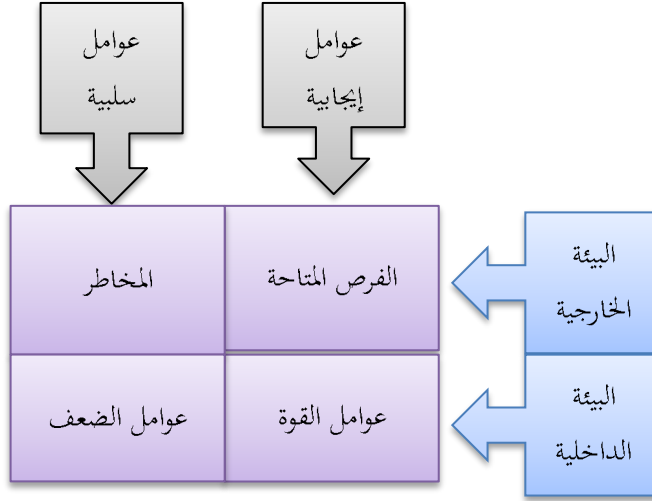 عوامل
إيجابية
عوامل
سلبية
البيئة
الخارجية
الفرص المتاحة
المخاطر
البيئة
الداخلية
عوامل القوة
عوامل الضعف